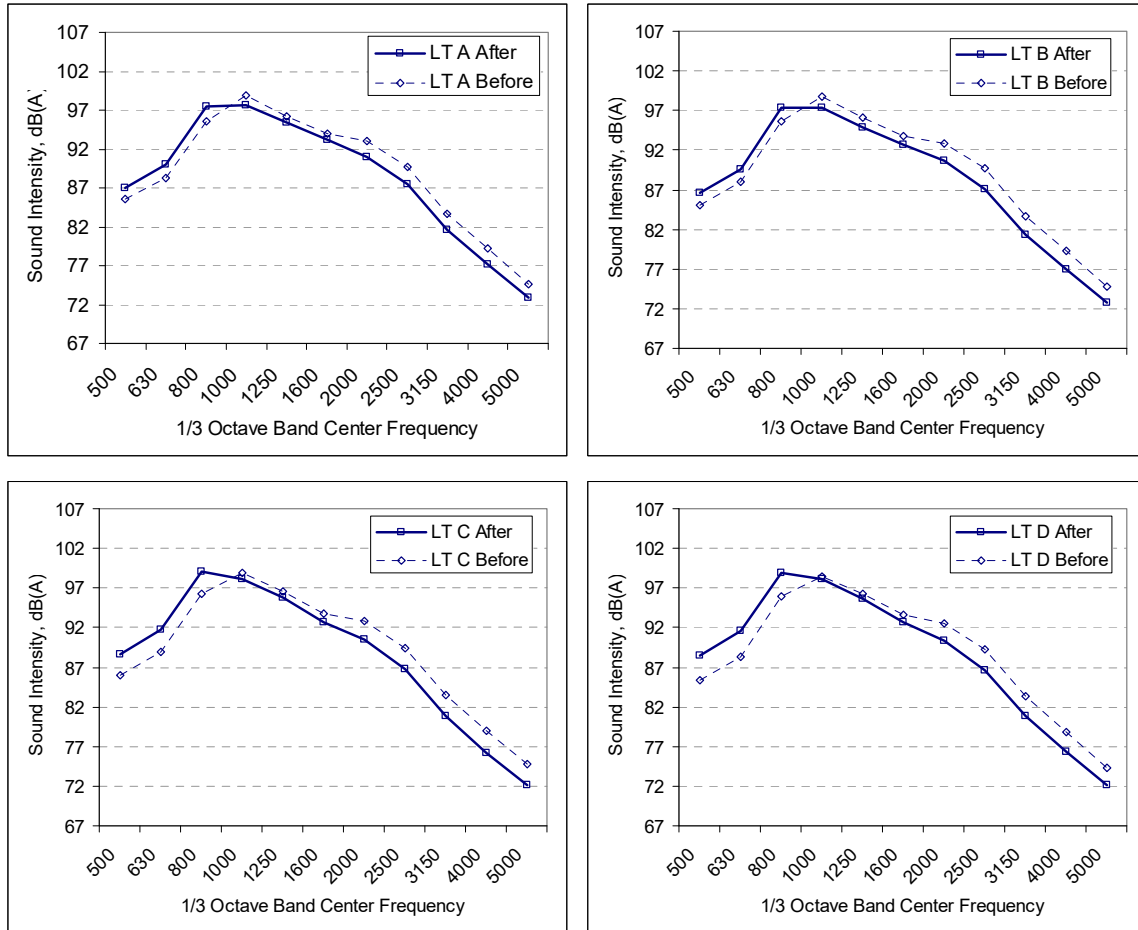 107
102
97
92
87
82
77
72
67
Sound Intensity, dB(A)
LT A After
LT A Before
500 630 800 1000 1250 1600 2000 2500 3150 4000 5000
1/3 Octave Band Center Frequency
107
102
97
92
87
82
77
72
67
Sound Intensity, dB(A)
LT B After
LT B Before
500 630 800 1000 1250 1600 2000 2500 3150 4000 5000
1/3 Octave Band Center Frequency
107
102
97
92
87
82
77
72
67
Sound Intensity, dB(A)
LT C After
LT C Before
500 630 800 1000 1250 1600 2000 2500 3150 4000 5000
1/3 Octave Band Center Frequency
107
102
97
92
87
82
77
72
67
Sound Intensity, dB(A)
LT D After
LT D Before
500 630 800 1000 1250 1600 2000 2500 3150 4000 5000
1/3 Octave Band Center Frequency